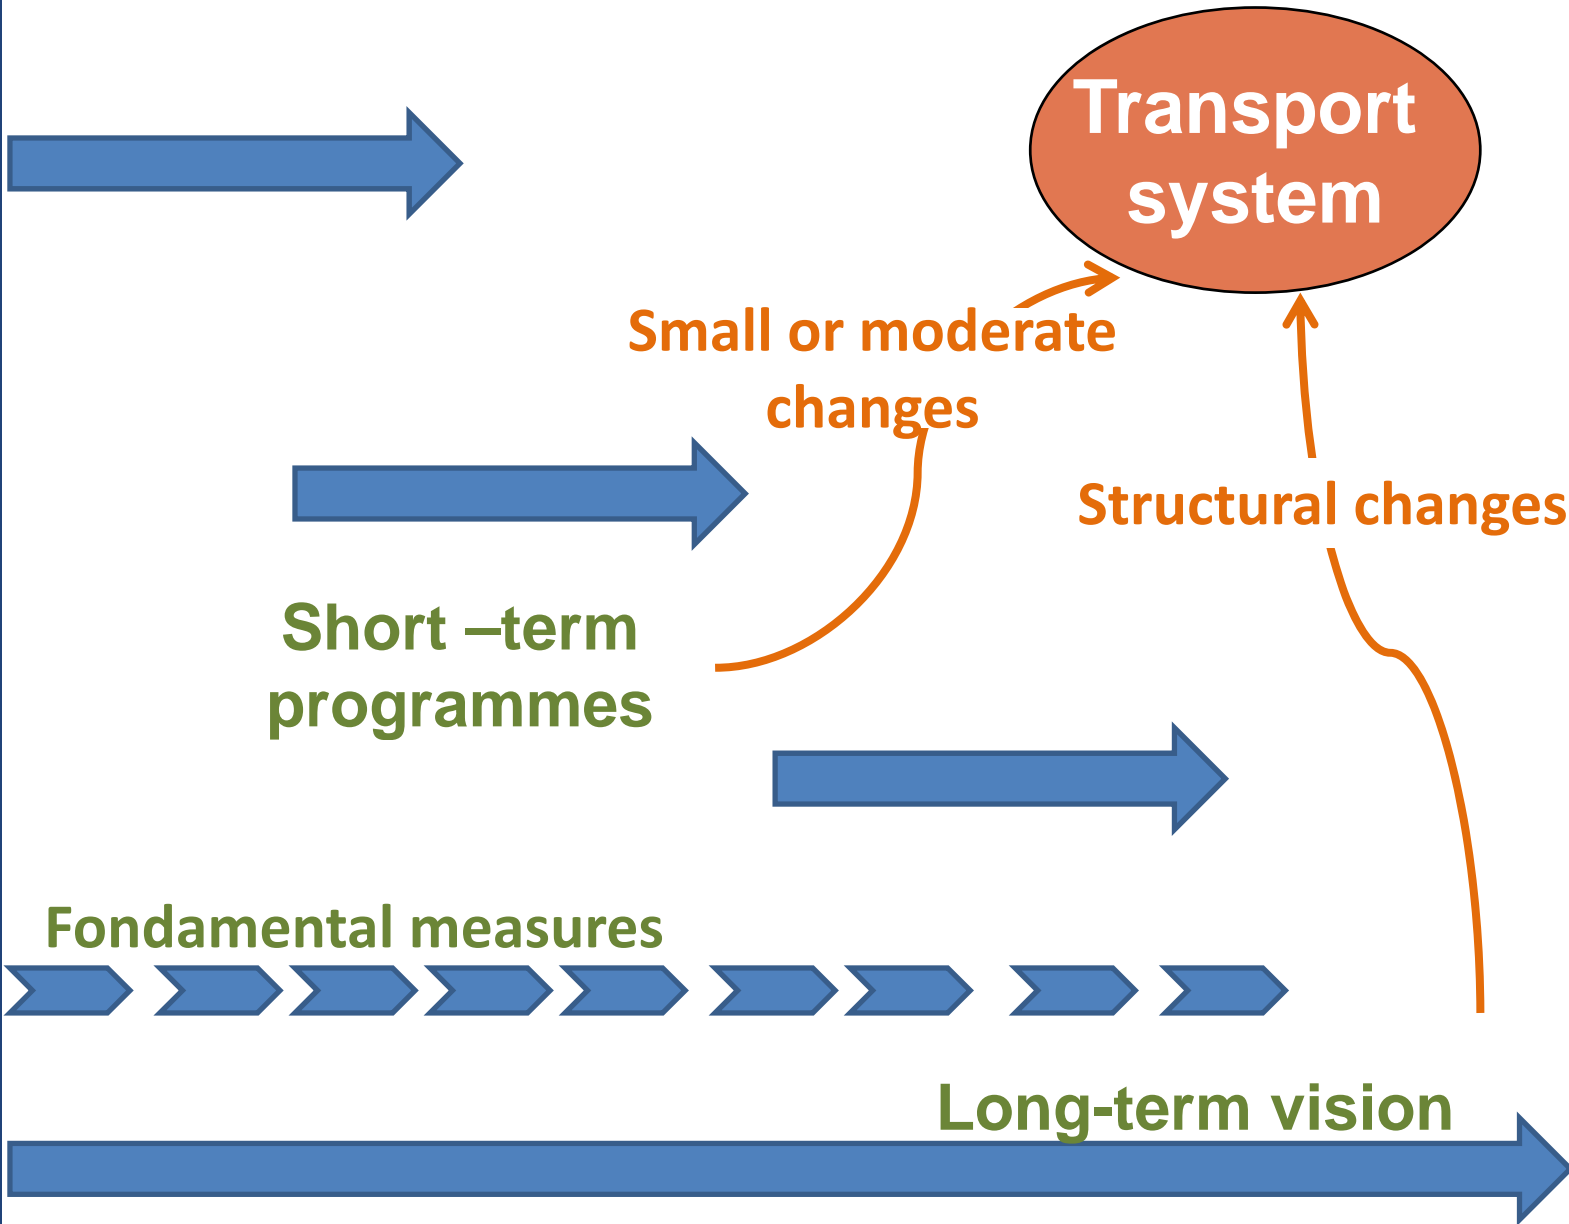 Transport
system
Small or moderate
changes
Structural changes
Short –term
programmes
Fondamental measures
Long-term vision